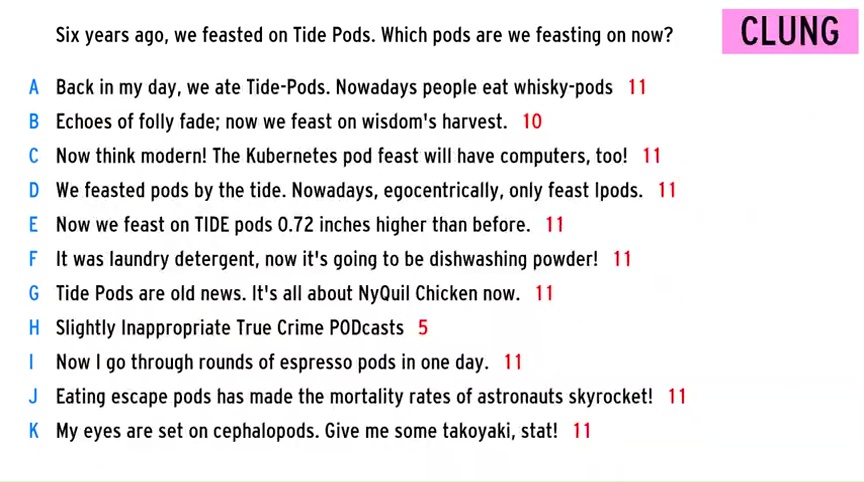 Six years ago, we feasted on Tide Pods. Which pods are we feasting on now?
CLUNG
A Back in my day, we ate Tide-Pods. Nowadays people eat whisky-pods 11
B Echoes of folly fade; now we feast on wisdom's harvest. 10
C Now think modern! The Kubernetes pod feast will have computers, too! 11
D We feasted pods by the tide. Nowadays, egocentrically, only feast Ipods. 11
E Now we feast on TIDE pods 0.72 inches higher than before. 11
F It was laundry detergent, now it's going to be dishwashing powder! 11
G Tide Pods are old news. It's all about NyQuil Chicken now. 11
H Slightly Inappropriate True Crime PODcasts 5
I Now I go through rounds of espresso pods in one day. 11
J Eating escape pods has made the mortality rates of astronauts skyrocket! 11
K My eyes are set on cephalopods. Give me some takoyaki, stat! 11